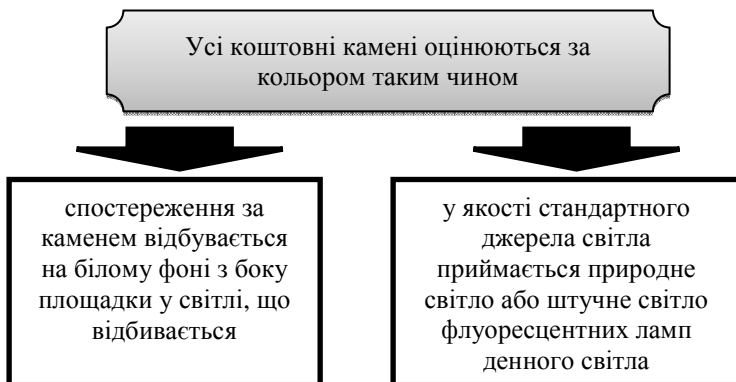 Усі коштовні камені оцінюються за
кольором таким чином
спостереження за
каменем відбувається
на білому фоні з боку
площадки у світлі, що
відбивається
у якості стандартного
джерела світла
приймається природне
світло або штучне світло
флуоресцентних ламп
денного світла